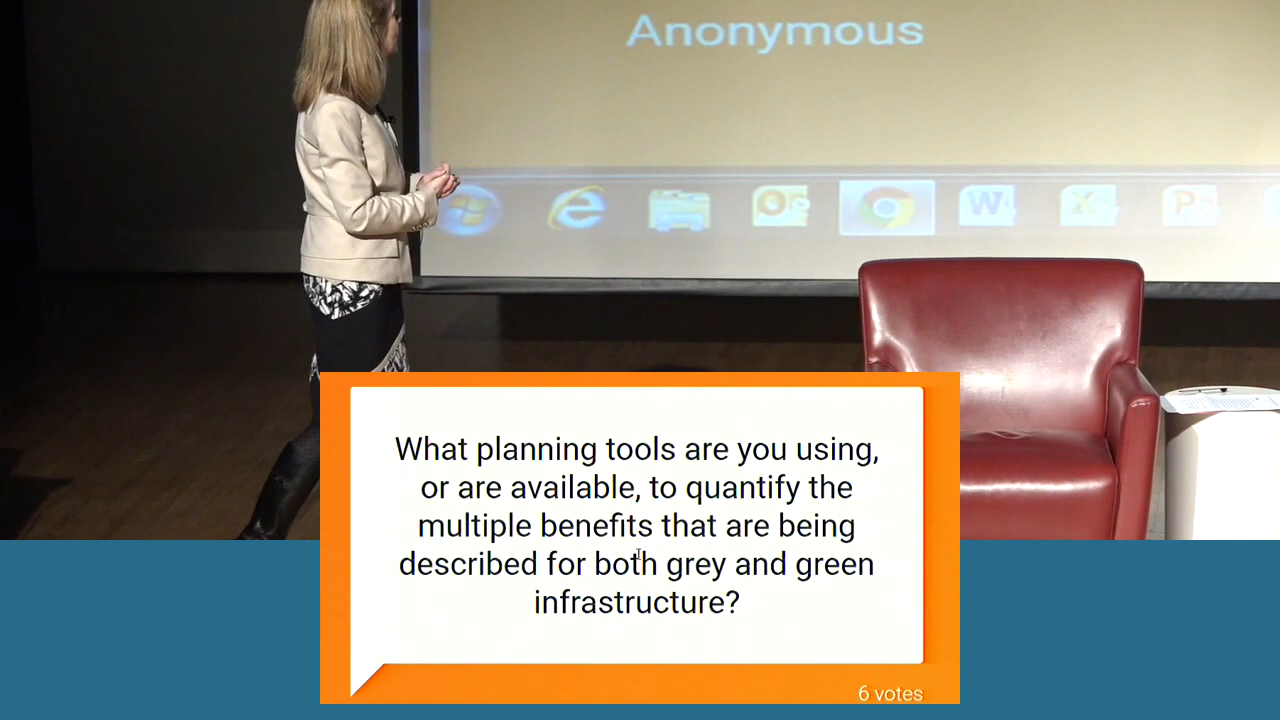 Anonymous
What planning tools are you using,
or are available, to quantify the
multiple benefits that are being
described for both grey and green
infrastructure?
6 votes